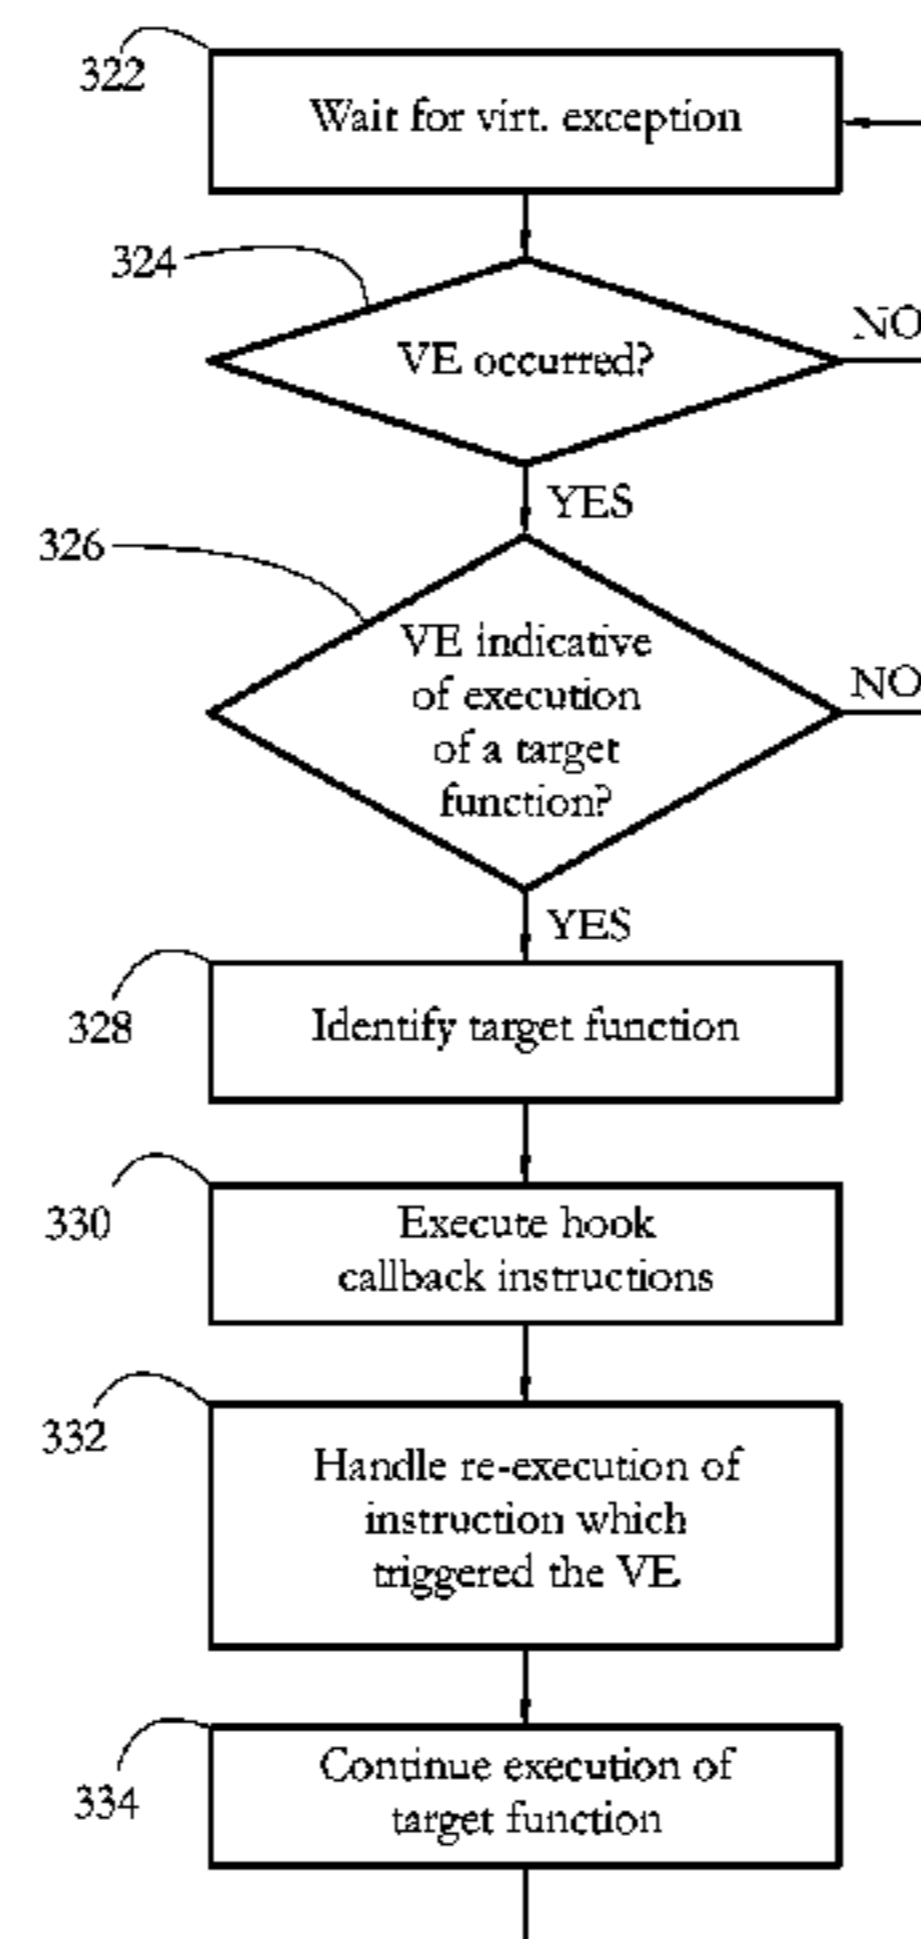 322
Wait for virt. exception
324
NO
VE occurred?
YES
326
VE indicative
of execution
of a target
function?
NO
YES
328
Identify target function
330
Execute hook
callback instructions
332
Handle re-execution of
instruction which
triggered the VE
334
Continue execution of
target function